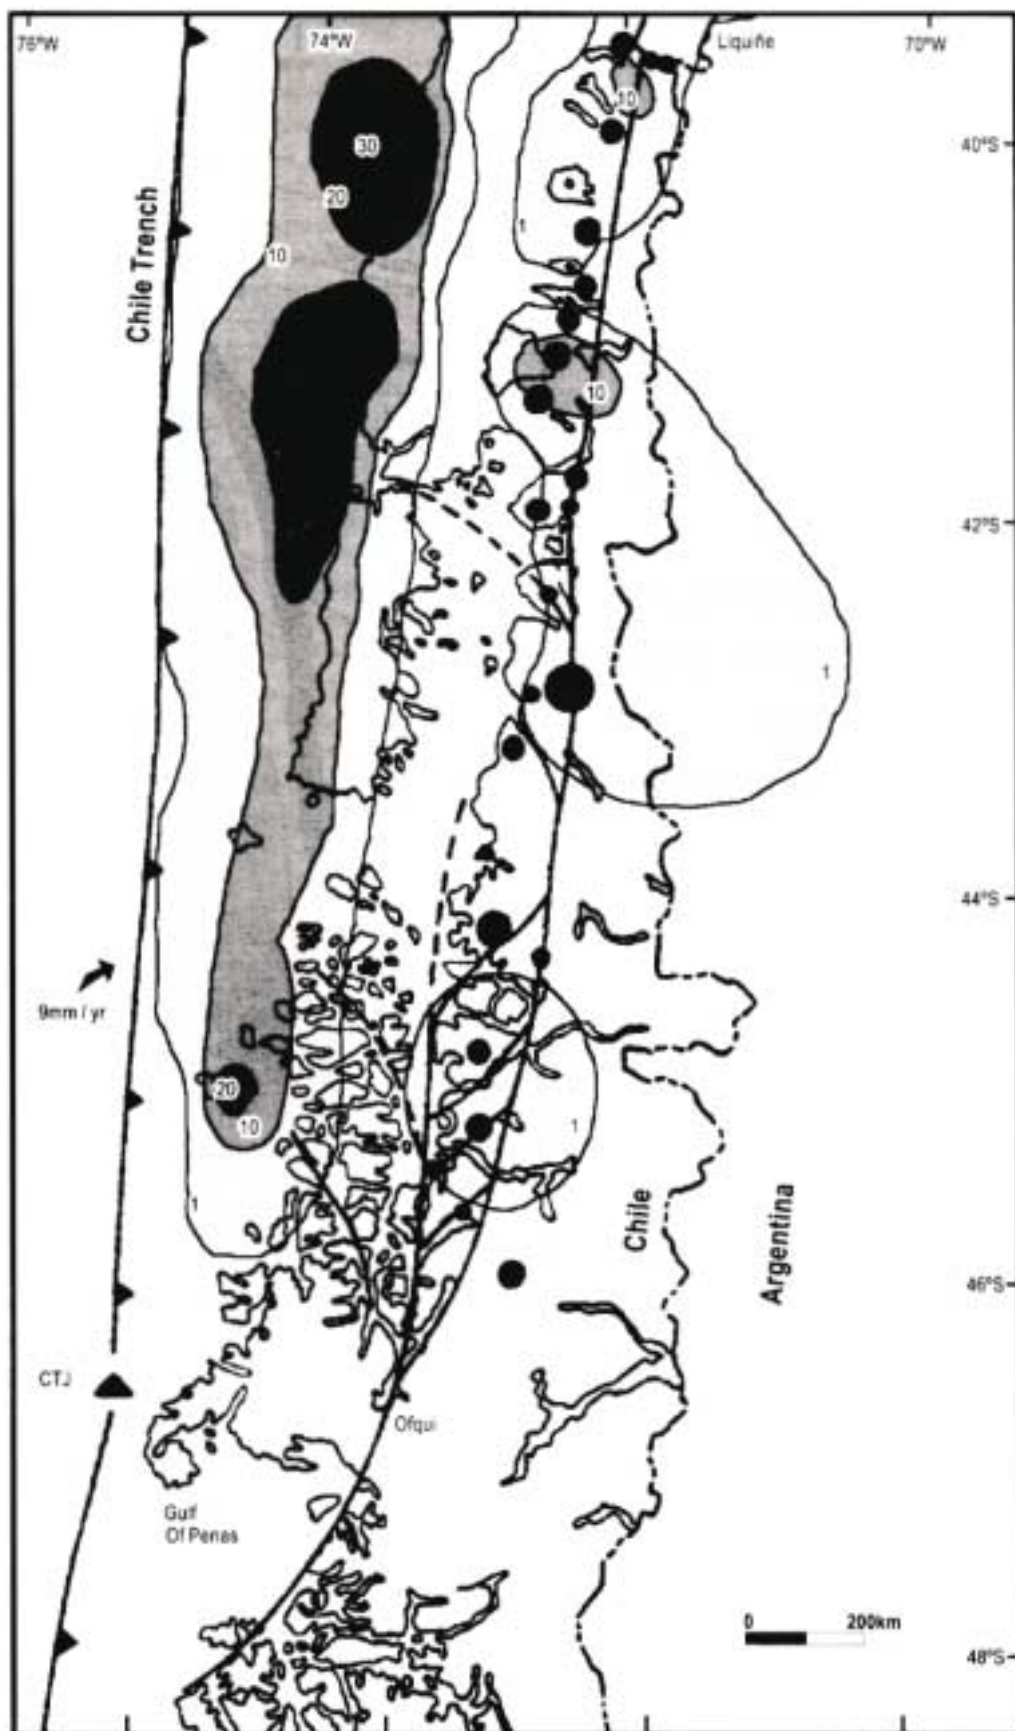 76°W
74°W
Liquiñe
70°W
10
30
40°S
20
1
10
Chile Trench
10
42°S
1
44°S
9mm / yr
20
10
1
1
Chile
Argentina
46°S
CTJ
Ofqui
Gulf
Of Penas
0 200km
48°S